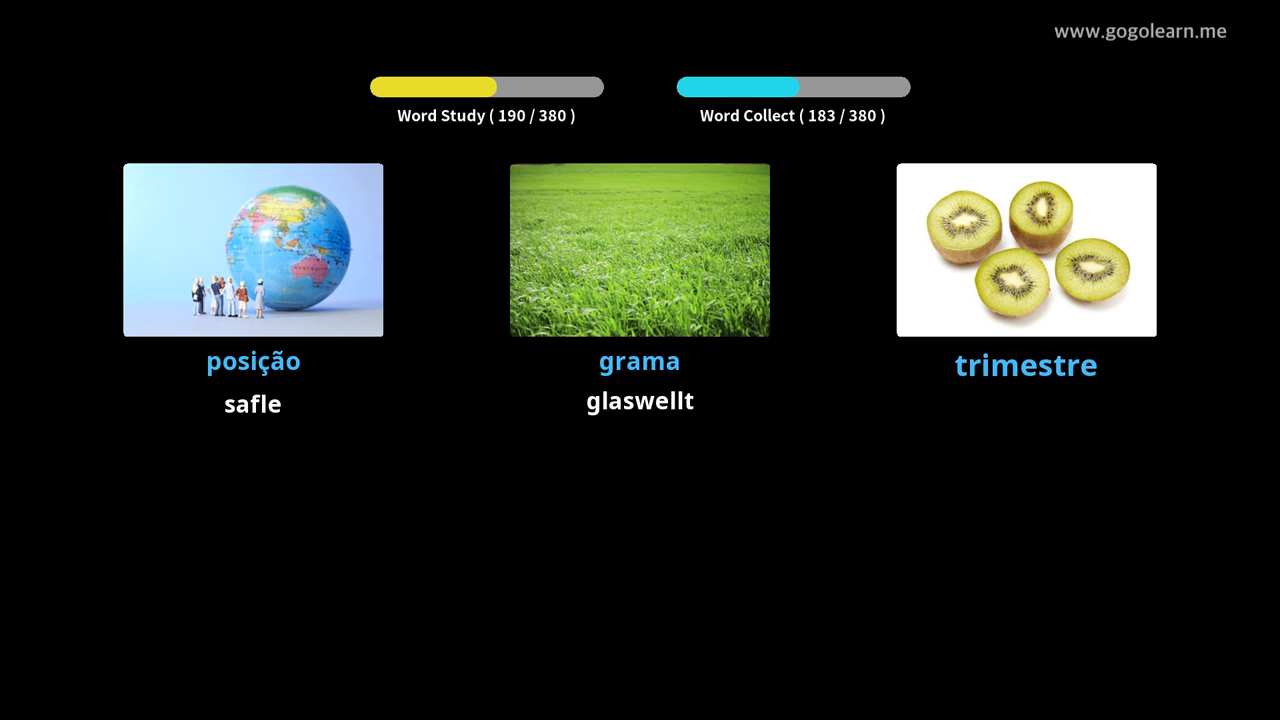 www.gogolearn.me
Word Study ( 190 / 380 )
Word Collect ( 183 / 380 )
posição
safle
grama
glaswellt
trimestre